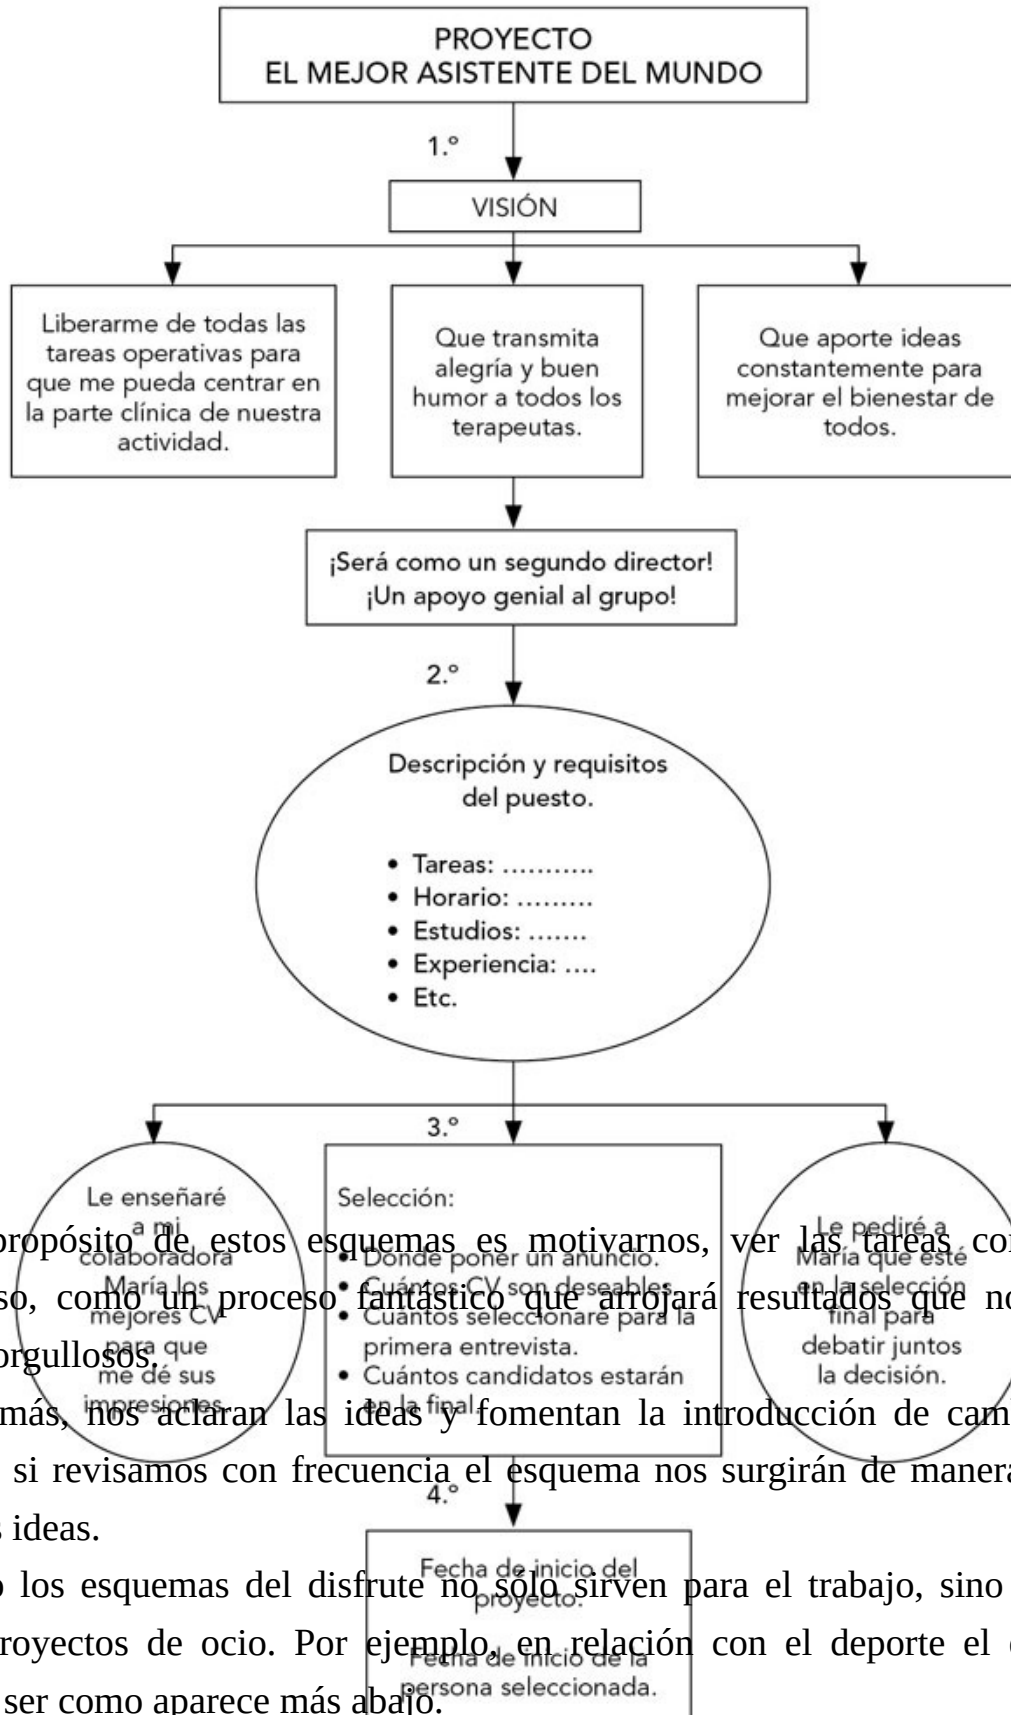 PROYECTO
EL MEJOR ASISTENTE DEL MUNDO
1.º
VISIÓN
Liberarme de todas las
tareas operativas para
que me pueda centrar en
la parte clínica de nuestra
actividad.
Que transmita
alegría y buen
humor a todos los
terapeutas.
Que aporte ideas
constantemente para
mejorar el bienestar de
todos.
¡Será como un segundo director!
¡Un apoyo genial al grupo!
2.º
Descripción y requisitos
del puesto.
• Tareas: ...........
• Horario: .........
• Estudios: .......
• Experiencia: ....
• Etc.
3.º
Le enseñaré
a mi
colaboradora
María los
mejores CV
para que
me dé sus
impresiones.
Selección:
• Dónde poner un anuncio.
• Cuántos CV son deseables.
• Cuántos seleccionaré para la
primera entrevista.
• Cuántos candidatos estarán
en la final.
Le pediré a
María que esté
en la selección
final para
debatir juntos
la decisión.
4.º
Fecha de inicio del
proyecto.
Fecha de inicio de la
persona seleccionada.
propósito de estos esquemas es motivarnos, ver las tareas
como un proceso fantástico que arrojará resultados que
orgullosos.
nos aclaran las ideas y fomentan la introducción de
si revisamos con frecuencia el esquema nos surgirán de manera
ideas.
los esquemas del disfrute no sólo sirven para el trabajo, sino
de ocio. Por ejemplo, en relación con el deporte el
ser como aparece más abajo.